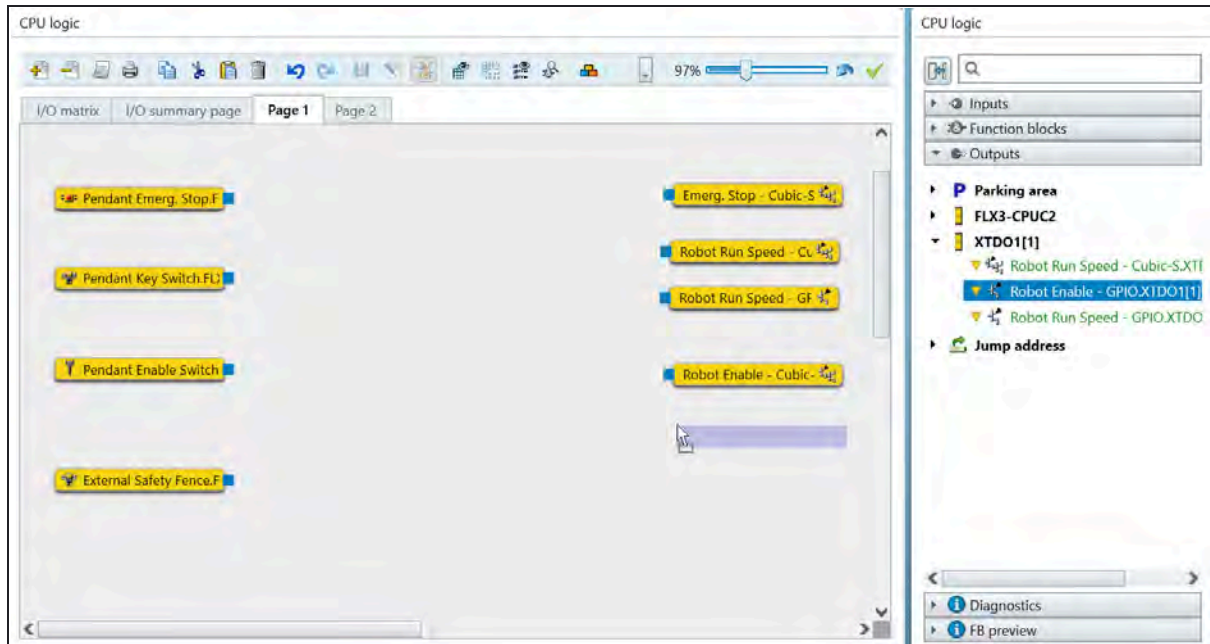 CPU logic
97%
I/O matrix I/O summary page Page 1 Page 2
Pendant Emerg. Stop.F
Pendant Key Switch.FL
Pendant Enable Switch
External Safety Fence.F
Emerg. Stop - Cubic-S
Robot Run Speed - Cu
Robot Run Speed - GF
Robot Enable - Cubic-
CPU logic
Inputs
Function blocks
Outputs
P Parking area
FLX3-CPUC2
XTDO1[1]
Robot Run Speed - Cubic-S.XT
Robot Enable - GPIO.XTDO1[1]
Robot Run Speed - GPIO.XTDO
Jump address
Diagnostics
FB preview